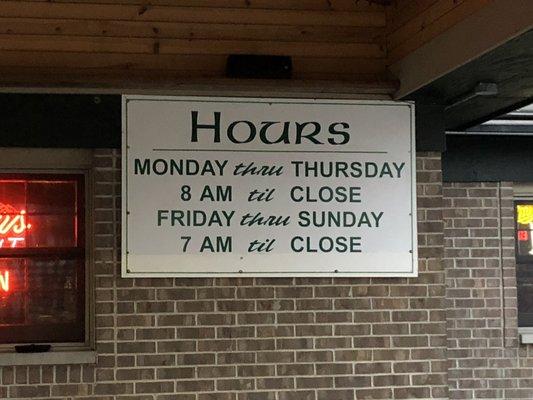 Hours
MONDAY thru THURSDAY
8 AM til CLOSE
FRIDAY thru SUNDAY
7 AM til CLOSE